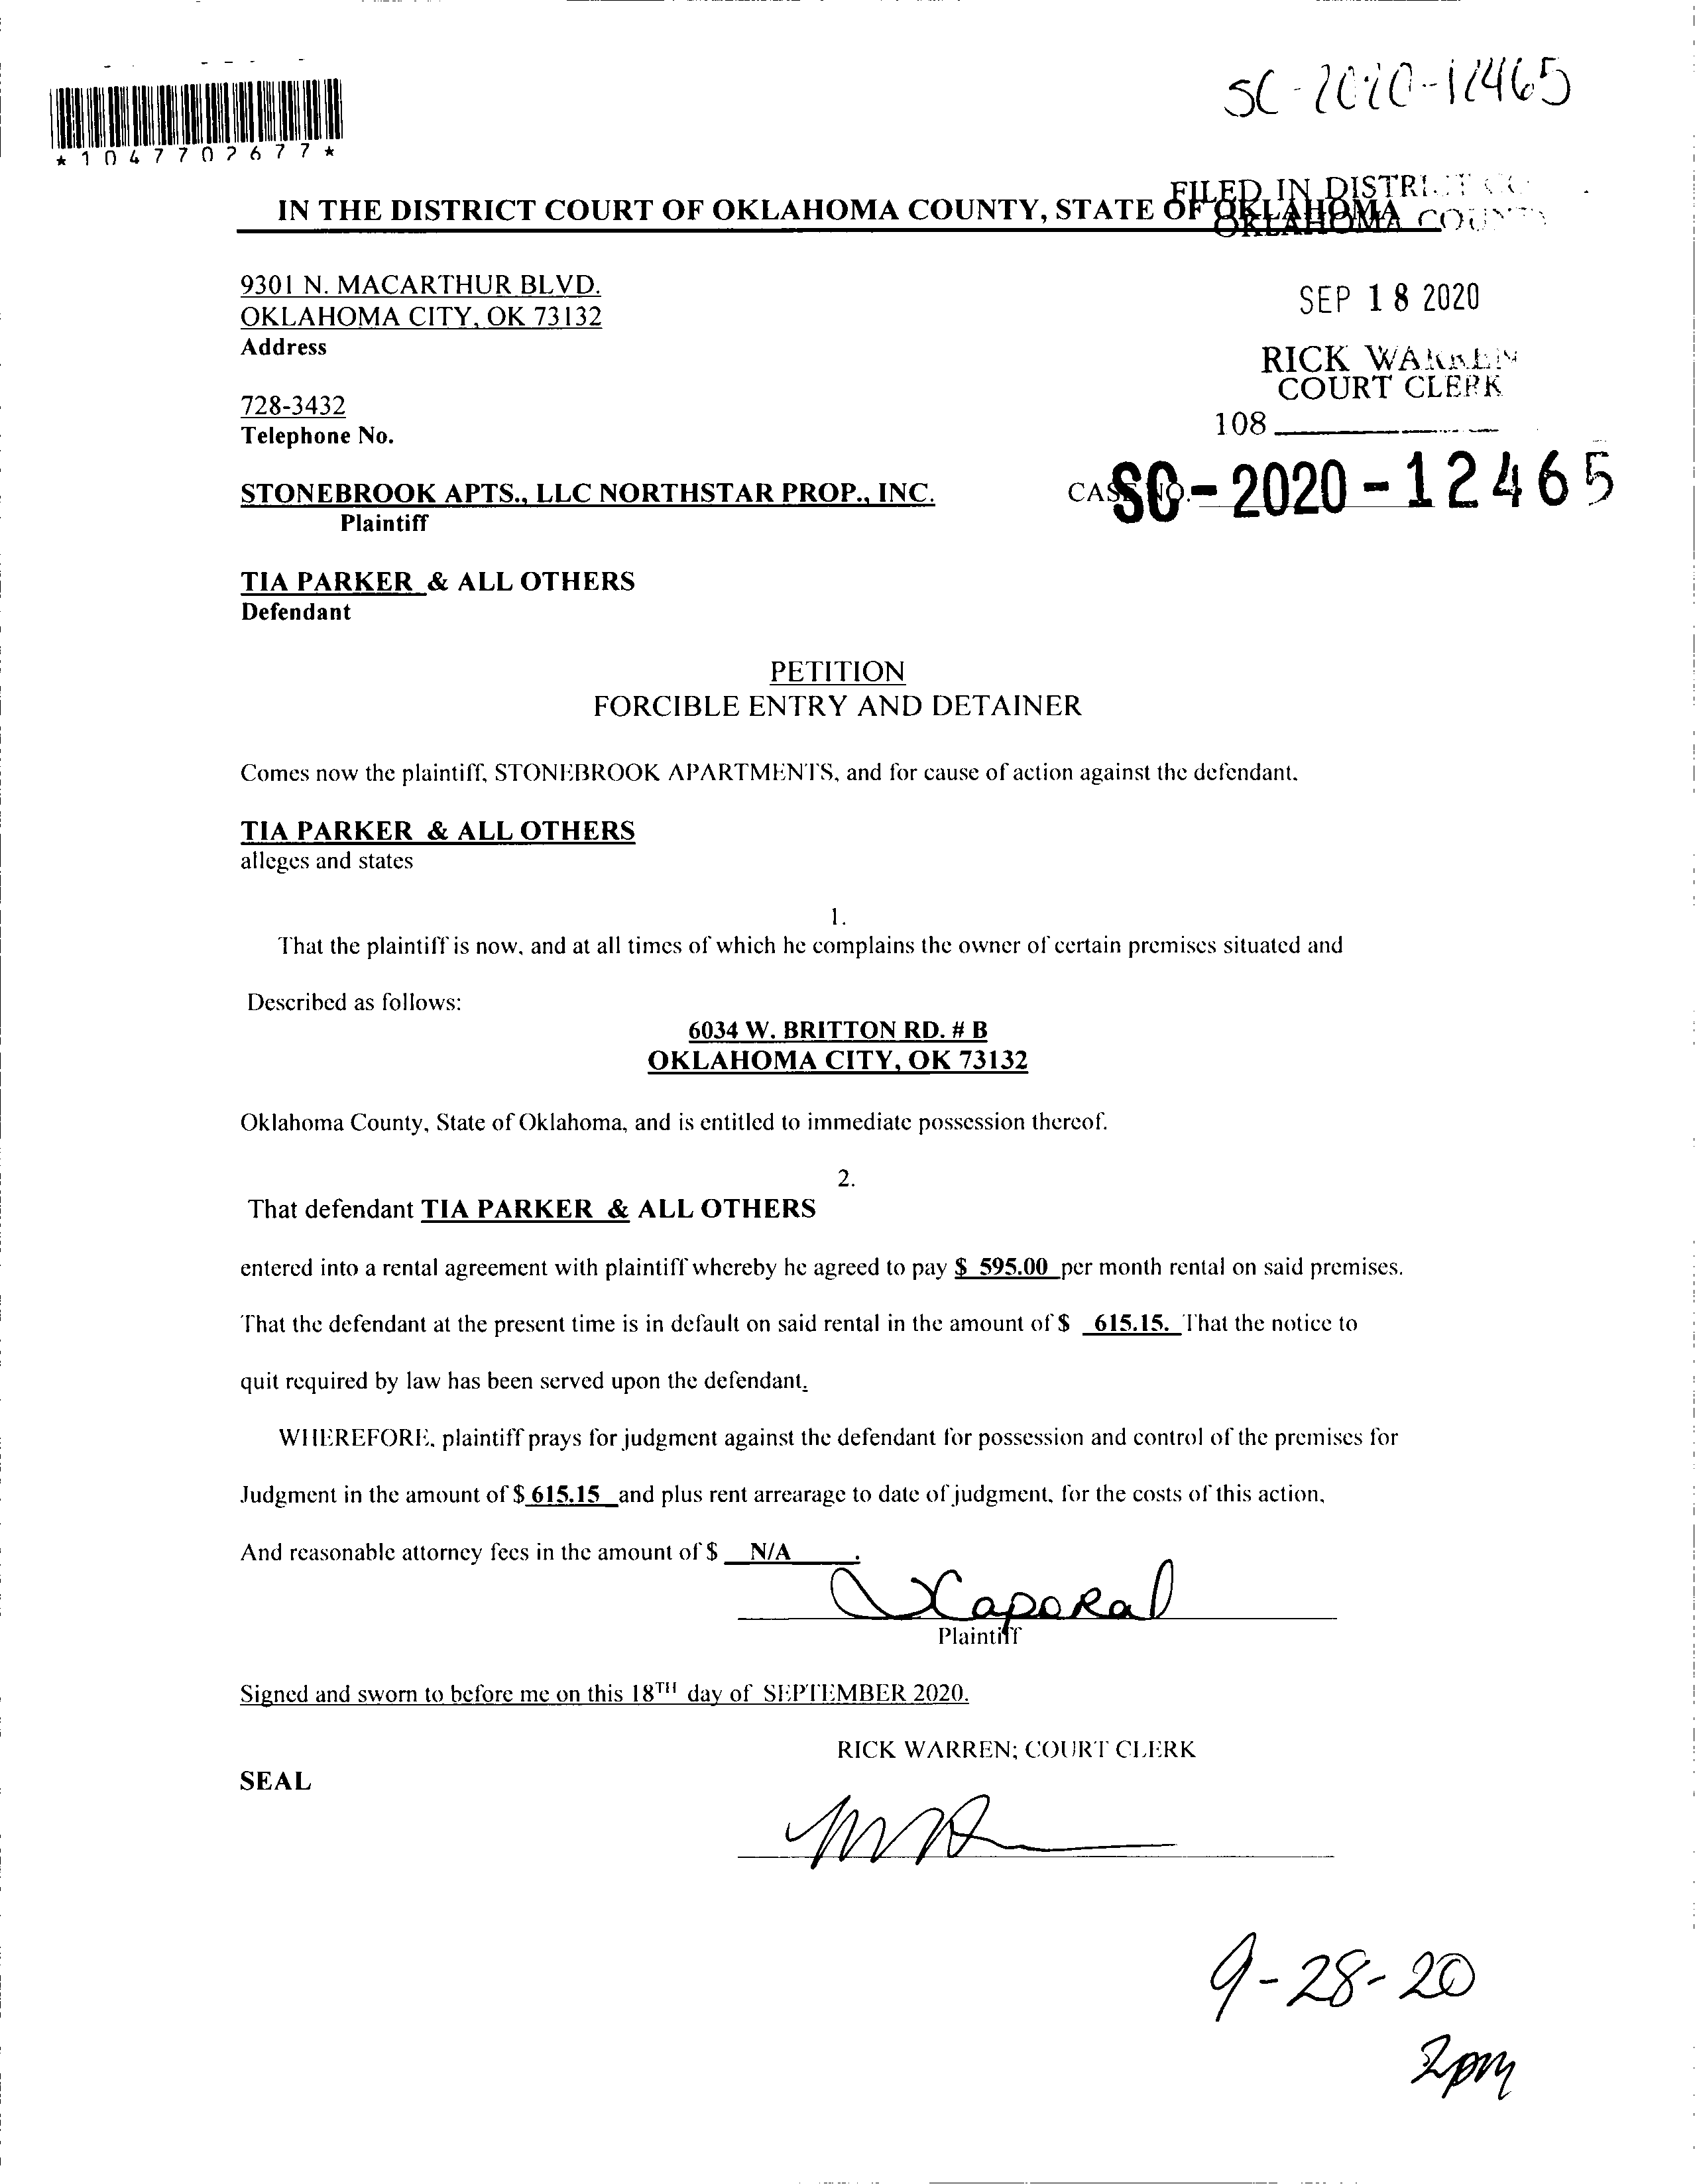 SC-2020-12465
*1047702677*
IN THE DISTRICT COURT OF OKLAHOMA COUNTY, STATE OF OKLAHOMA
FILED IN DISTRICT
OKLAHOMA COUNTY
9301 N. MACARTHUR BLVD.
OKLAHOMA CITY, OK 73132
Address
SEP 18 2020
RICK WARREN
COURT CLERK
108
728-3432
Telephone No.
STONEBROOK APTS., LLC NORTHSTAR PROP., INC.
Plaintiff
CASE NO. SC-2020-12465
TIA PARKER & ALL OTHERS
Defendant
PETITION
FORCIBLE ENTRY AND DETAINER
Comes now the plaintiff, STONEBROOK APARTMENTS, and for cause of action against the defendant.
TIA PARKER & ALL OTHERS
alleges and states
1.
That the plaintiff is now, and at all times of which he complains the owner of certain premises situated and
Described as follows:
6034 W. BRITTON RD. # B
OKLAHOMA CITY, OK 73132
Oklahoma County, State of Oklahoma, and is entitled to immediate possession thereof.
2.
That defendant TIA PARKER & ALL OTHERS
entered into a rental agreement with plaintiff whereby he agreed to pay $ 595.00 per month rental on said premises.
That the defendant at the present time is in default on said rental in the amount of $ 615.15. That the notice to
quit required by law has been served upon the defendant.
WHEREFORE, plaintiff prays for judgment against the defendant for possession and control of the premises for
Judgment in the amount of $ 615.15 and plus rent arrearage to date of judgment, for the costs of this action,
And reasonable attorney fees in the amount of $ N/A .
Caporal
Plaintiff
Signed and sworn to before me on this 18TH day of SEPTEMBER 2020.
RICK WARREN; COURT CLERK
SEAL
9-28-20
2pm